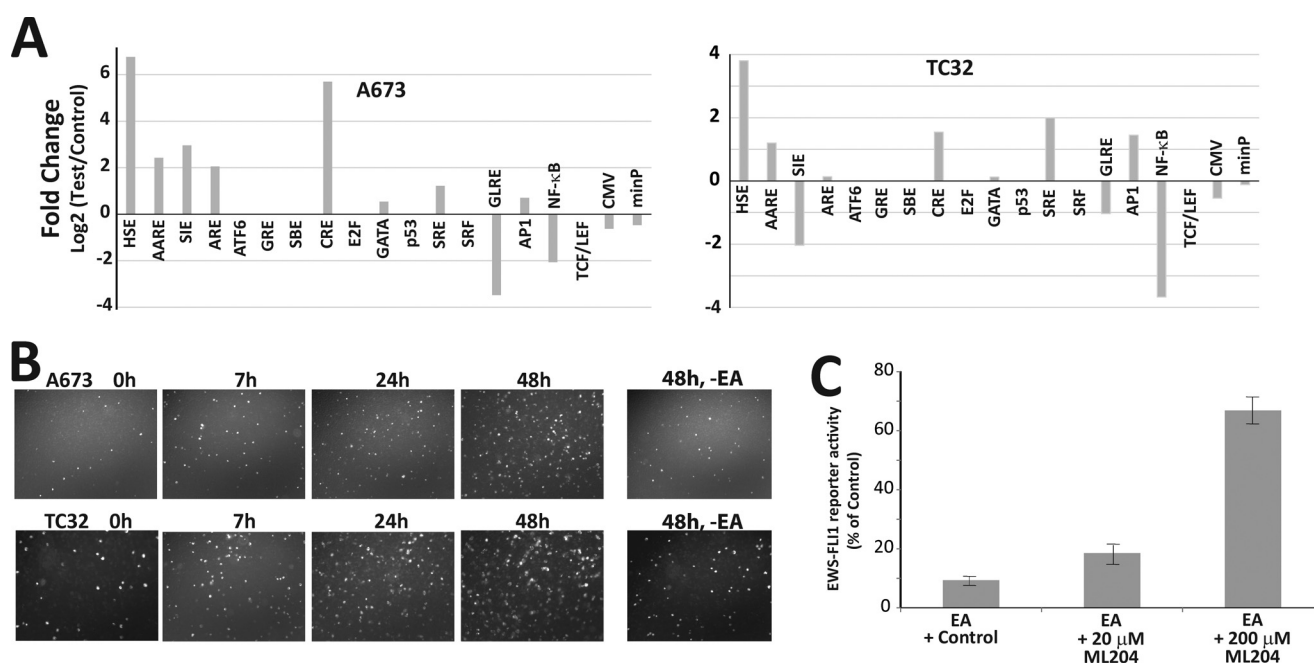 A
Fold Change
Log2 (Test/Control)
A673
6
4
2
0
-2
-4
HSE
AARE
SIE
ARE
ATF6
GRE
SBE
CRE
E2F
GATA
p53
SRE
SRF
GLRE
AP1
NF-κB
TCF/LEF
CMV
minP
TC32
4
2
0
-2
-4
HSE
AARE
SIE
ARE
ATF6
GRE
SBE
CRE
E2F
GATA
p53
SRE
SRF
GLRE
AP1
NF-κB
TCF/LEF
CMV
minP
B
A673 0h 7h 24h 48h 48h, -EA
TC32 0h 7h 24h 48h 48h, -EA
C
EWS-FLI1 reporter activity
(% of Control)
80
60
40
20
0
EA
+ Control
EA
+ 20 μM
ML204
EA
+ 200 μM
ML204